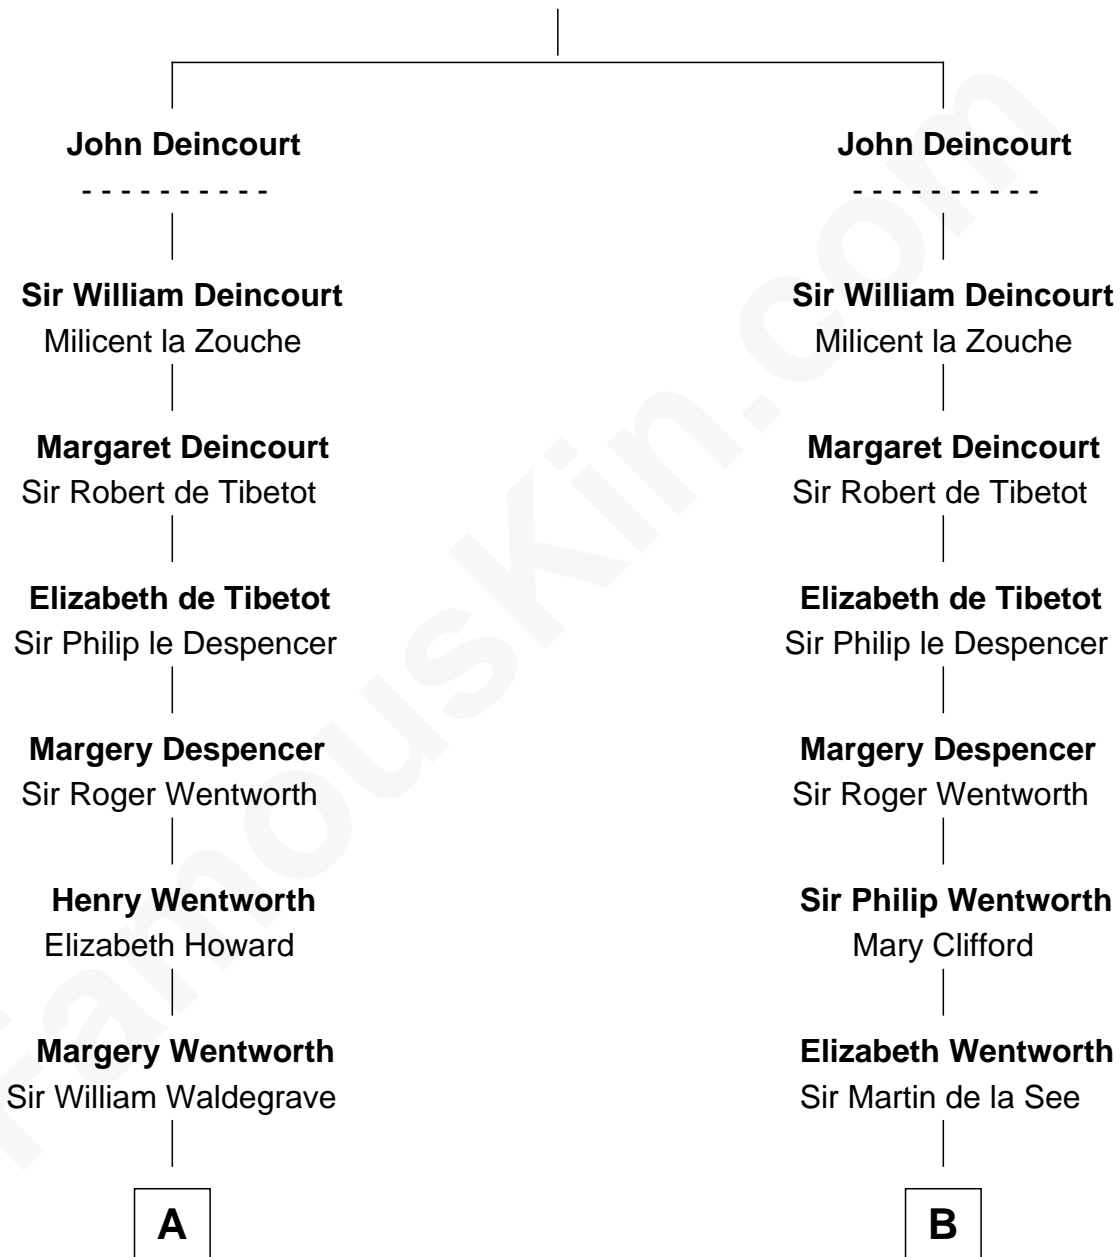 John Deincourt
- - - - - - - - - -
Sir William Deincourt
Milicent la Zouche
Margaret Deincourt
Sir Robert de Tibetot
Elizabeth de Tibetot
Sir Philip le Despencer
Margery Despencer
Sir Roger Wentworth
Henry Wentworth
Elizabeth Howard
Margery Wentworth
Sir William Waldegrave
A
John Deincourt
- - - - - - - - - -
Sir William Deincourt
Milicent la Zouche
Margaret Deincourt
Sir Robert de Tibetot
Elizabeth de Tibetot
Sir Philip le Despencer
Margery Despencer
Sir Roger Wentworth
Sir Philip Wentworth
Mary Clifford
Elizabeth Wentworth
Sir Martin de la See
B
FamousKin.com